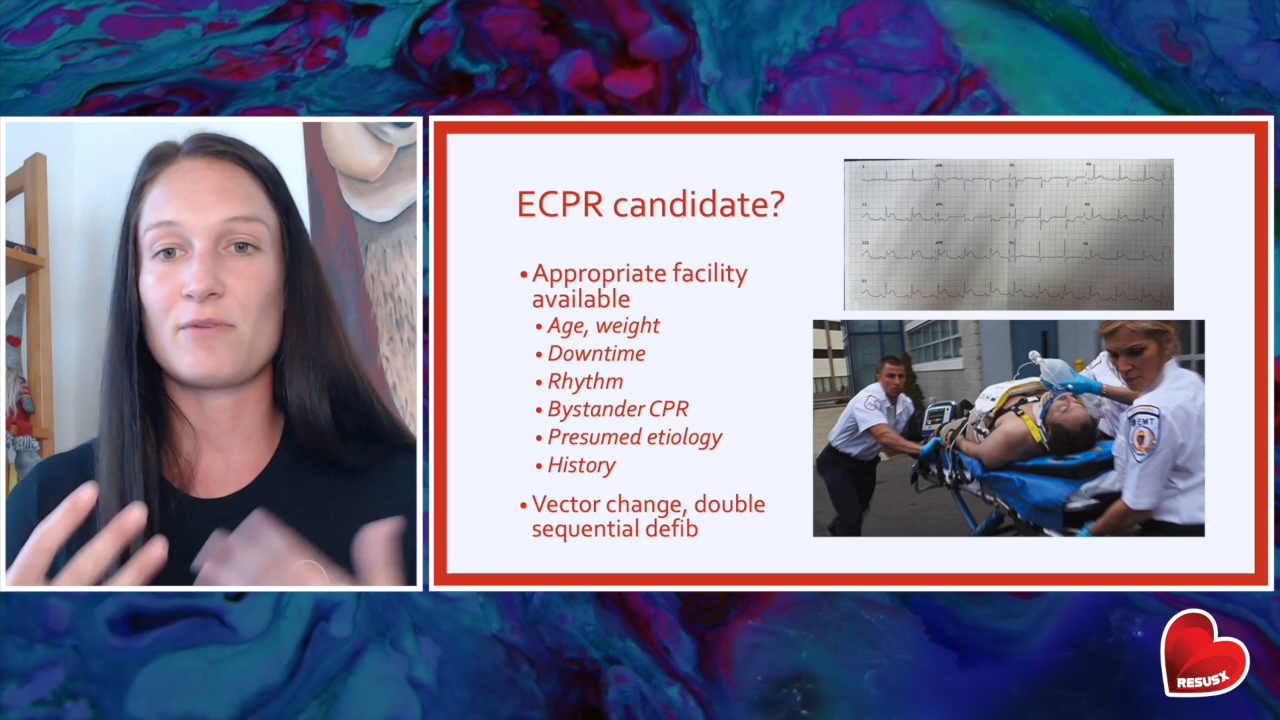 ECPR candidate?
• Appropriate facility
available
• Age, weight
• Downtime
• Rhythm
• Bystander CPR
• Presumed etiology
• History
• Vector change, double
sequential defib
EMT
RESUSX